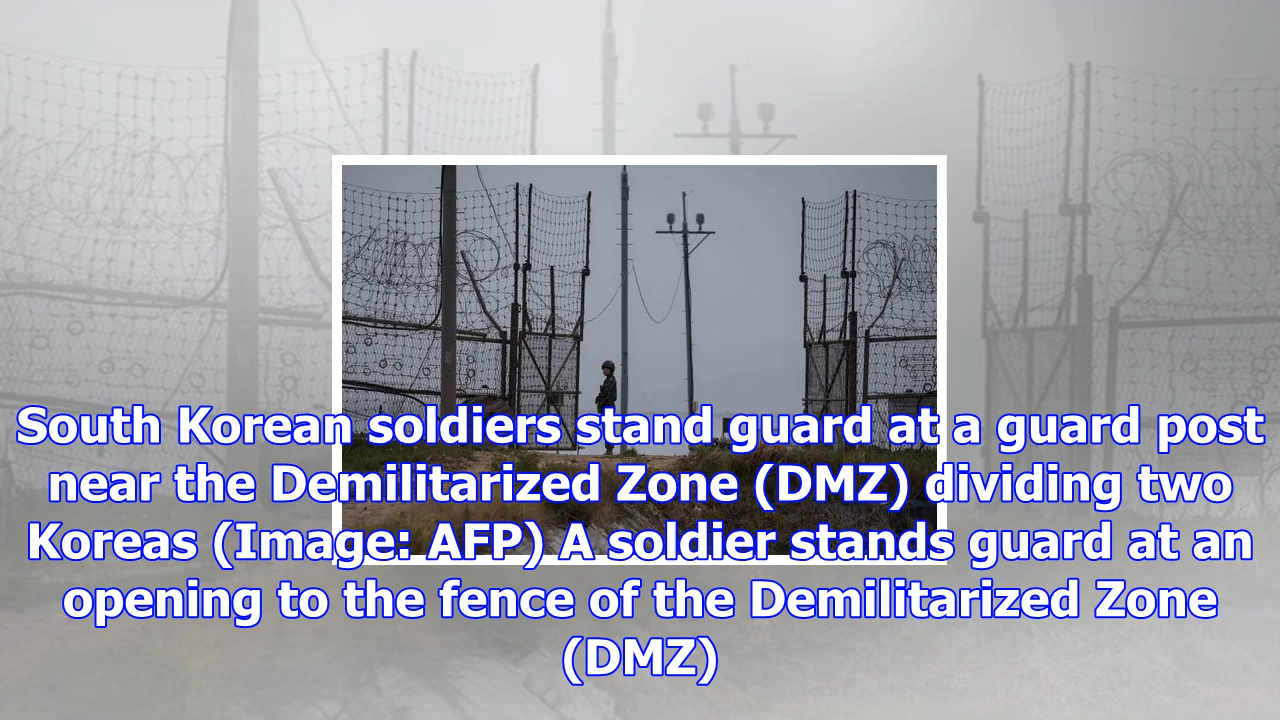 South Korean soldiers stand guard at a guard post
near the Demilitarized Zone (DMZ) dividing two
Koreas (Image: AFP) A soldier stands guard at an
opening to the fence of the Demilitarized Zone
(DMZ)